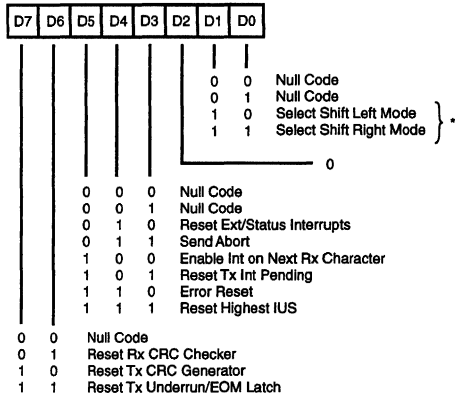 D7 D6 D5 D4 D3 D2 D1 D0
0 0 Null Code
0 1 Null Code
1 0 Select Shift Left Mode
1 1 Select Shift Right Mode
*
0
0 0 0 Null Code
0 0 1 Null Code
0 1 0 Reset Ext/Status Interrupts
0 1 1 Send Abort
1 0 0 Enable Int on Next Rx Character
1 0 1 Reset Tx Int Pending
1 1 0 Error Reset
1 1 1 Reset Highest IUS
0 0 Null Code
0 1 Reset Rx CRC Checker
1 0 Reset Tx CRC Generator
1 1 Reset Tx Underrun/EOM Latch